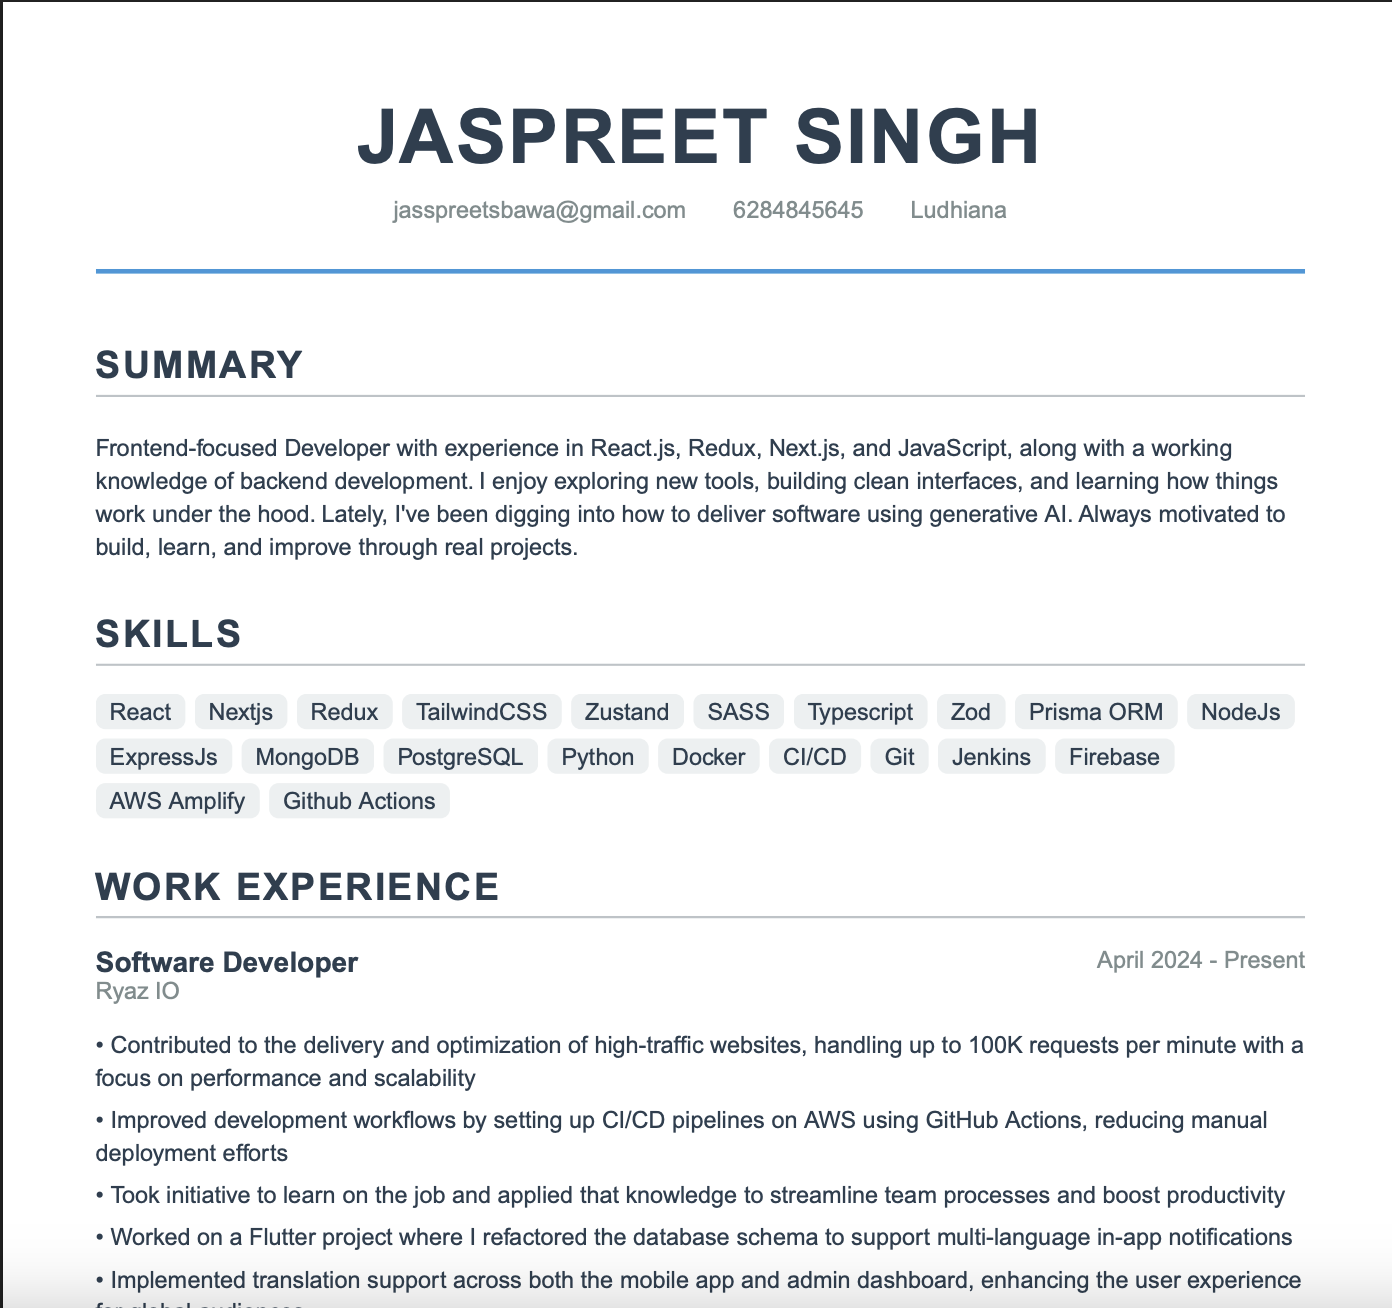 JASPREET SINGH
jasspreetsbawa@gmail.com 6284845645 Ludhiana
SUMMARY
Frontend-focused Developer with experience in React.js, Redux, Next.js, and JavaScript, along with a working
knowledge of backend development. I enjoy exploring new tools, building clean interfaces, and learning how things
work under the hood. Lately, I've been digging into how to deliver software using generative AI. Always motivated to
build, learn, and improve through real projects.
SKILLS
React Nextjs Redux TailwindCSS Zustand SASS Typescript Zod Prisma ORM NodeJs
ExpressJs MongoDB PostgreSQL Python Docker CI/CD Git Jenkins Firebase
AWS Amplify Github Actions
WORK EXPERIENCE
Software Developer April 2024 - Present
Ryaz IO
• Contributed to the delivery and optimization of high-traffic websites, handling up to 100K requests per minute with a
focus on performance and scalability
• Improved development workflows by setting up CI/CD pipelines on AWS using GitHub Actions, reducing manual
deployment efforts
• Took initiative to learn on the job and applied that knowledge to streamline team processes and boost productivity
• Worked on a Flutter project where I refactored the database schema to support multi-language in-app notifications
• Implemented translation support across both the mobile app and admin dashboard, enhancing the user experience
for global audiences